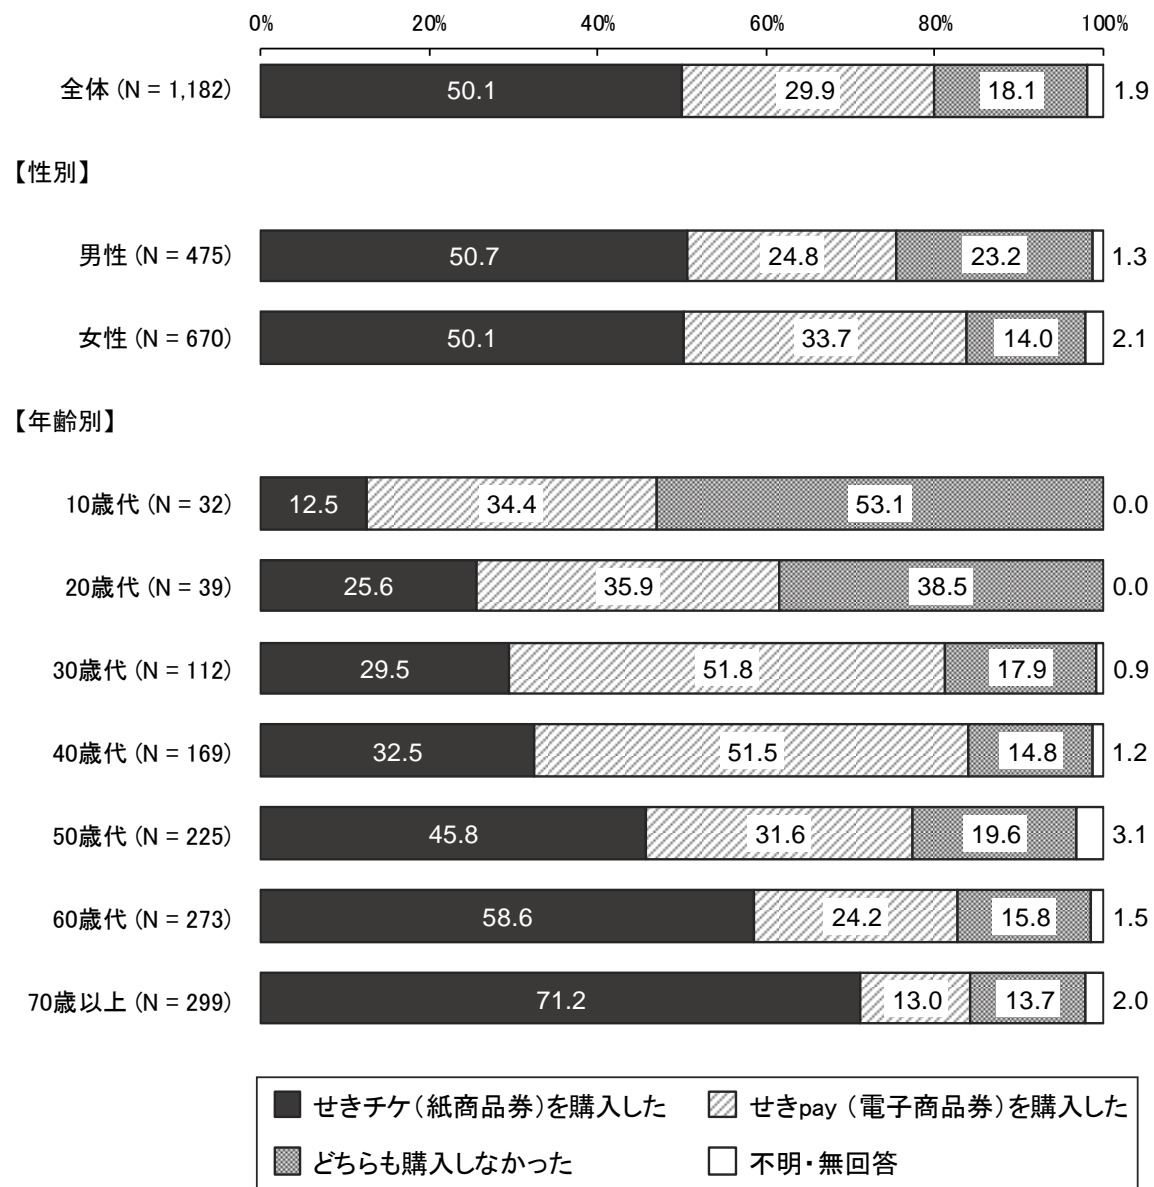 0% 20% 40% 60% 80% 100%
全体 (N = 1,182) 50.1 29.9 18.1 1.9
【性別】
男性 (N = 475) 50.7 24.8 23.2 1.3
女性 (N = 670) 50.1 33.7 14.0 2.1
【年齢別】
10歳代 (N = 32) 12.5 34.4 53.1 0.0
20歳代 (N = 39) 25.6 35.9 38.5 0.0
30歳代 (N = 112) 29.5 51.8 17.9 0.9
40歳代 (N = 169) 32.5 51.5 14.8 1.2
50歳代 (N = 225) 45.8 31.6 19.6 3.1
60歳代 (N = 273) 58.6 24.2 15.8 1.5
70歳以上 (N = 299) 71.2 13.0 13.7 2.0
せきチケ（紙商品券）を購入した せきpay（電子商品券）を購入した
どちらも購入しなかった 不明・無回答